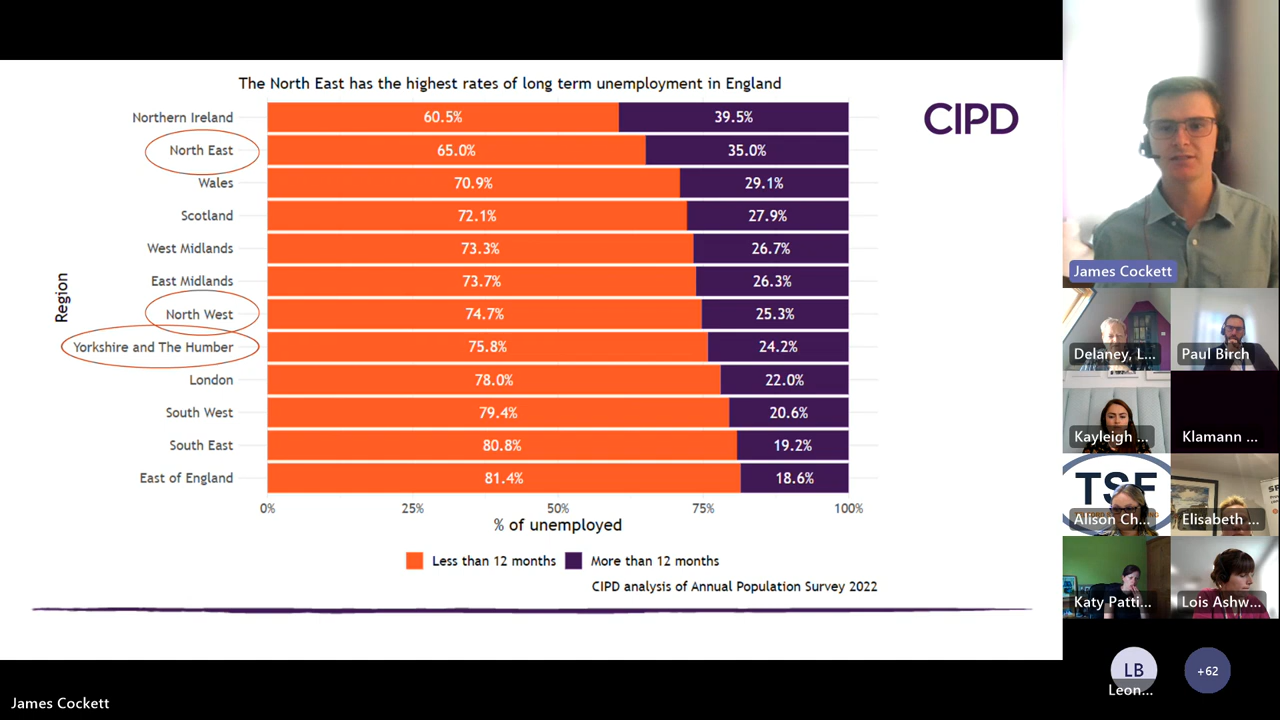 The North East has the highest rates of long term unemployment in England
CIPD
Region
Northern Ireland 60.5% 39.5%
North East 65.0% 35.0%
Wales 70.9% 29.1%
Scotland 72.1% 27.9%
West Midlands 73.3% 26.7%
East Midlands 73.7% 26.3%
North West 74.7% 25.3%
Yorkshire and The Humber 75.8% 24.2%
London 78.0% 22.0%
South West 79.4% 20.6%
South East 80.8% 19.2%
East of England 81.4% 18.6%
0% 25% 50% 75% 100%
% of unemployed
Less than 12 months More than 12 months
CIPD analysis of Annual Population Survey 2022
James Cockett
Delaney, L... Paul Birch
Kayleigh ... Klamann ...
TSF
Alison Ch... Elisabeth ...
Katy Patti... Lois Ashw...
LB +62
Leon...
James Cockett